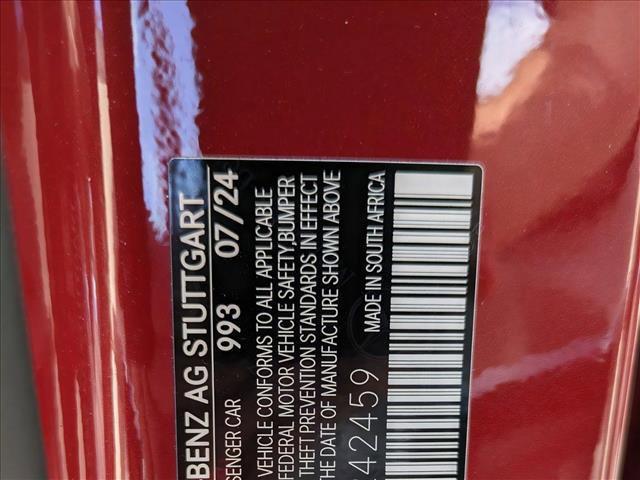 -BENZ AG STUTTGART
SENGER CAR 993 07/24
VEHICLE CONFORMS TO ALL APPLICABLE
FEDERAL MOTOR VEHICLE SAFETY,BUMPER
THEFT PREVENTION STANDARDS IN EFFECT
THE DATE OF MANUFACTURE SHOWN ABOVE
MADE IN SOUTH AFRICA
42459